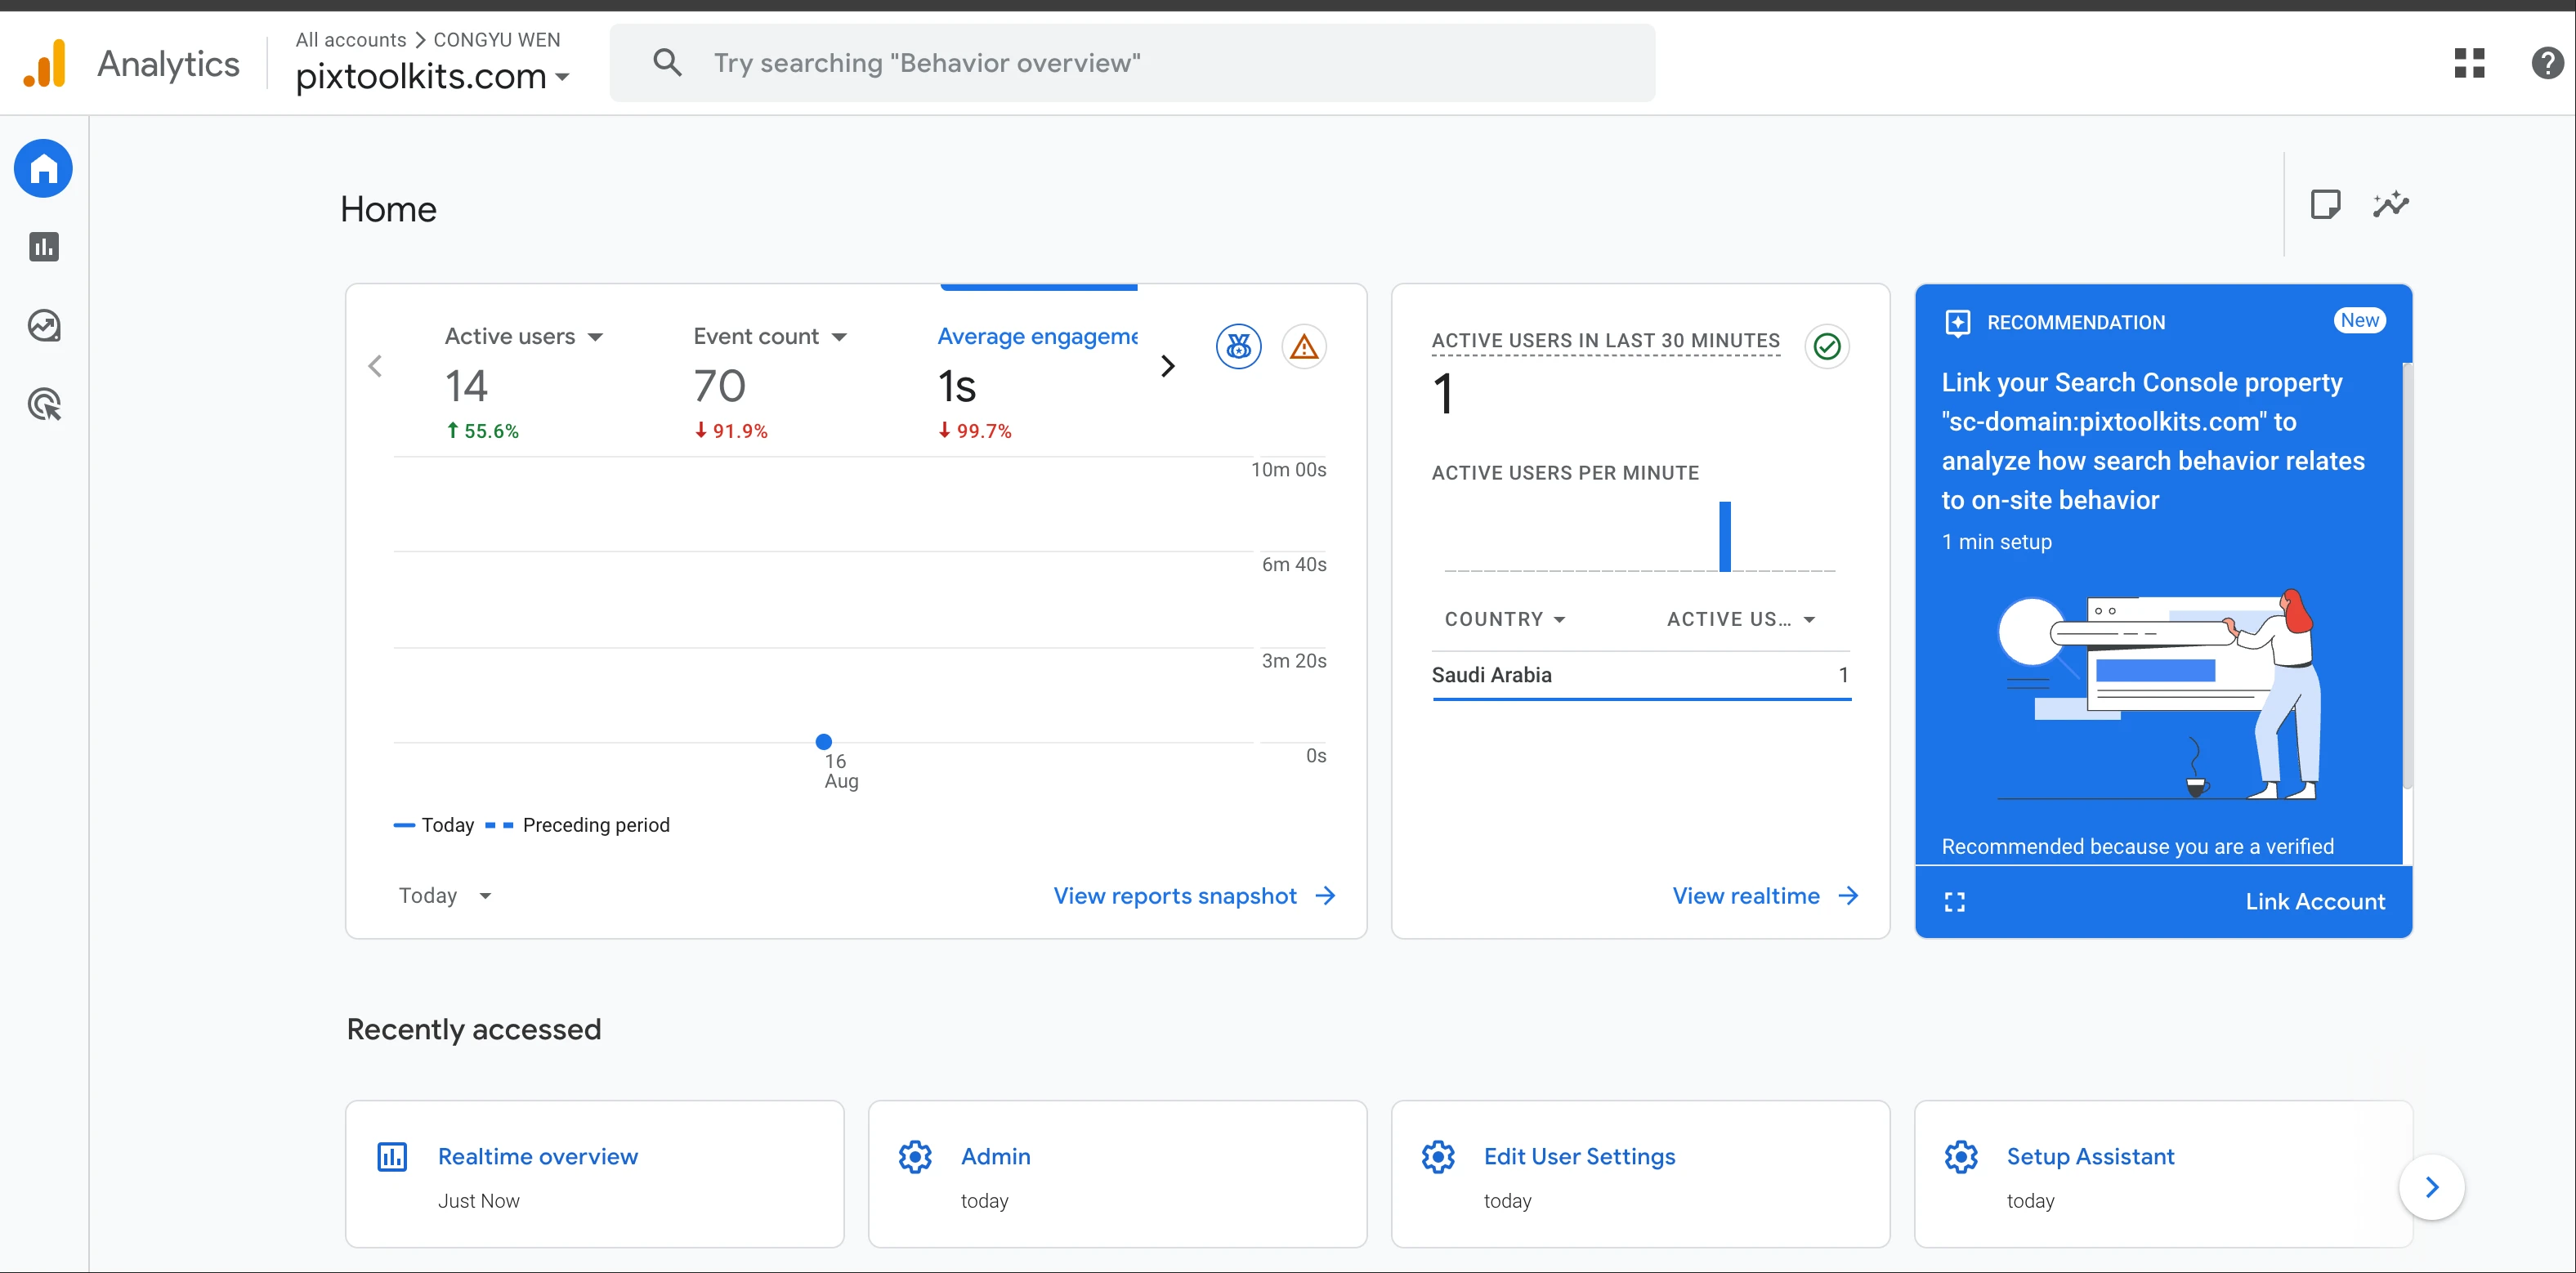 Analytics
All accounts > CONGYU WEN
pixtoolkits.com
Try searching "Behavior overview"
Home
Active users
14
55.6%
Event count
70
91.9%
Average engageme
1s
99.7%
10m 00s
6m 40s
3m 20s
0s
16
Aug
Today
Preceding period
Today
View reports snapshot
ACTIVE USERS IN LAST 30 MINUTES
1
ACTIVE USERS PER MINUTE
COUNTRY
ACTIVE US...
Saudi Arabia 1
View realtime
RECOMMENDATION
New
Link your Search Console property
"sc-domain:pixtoolkits.com" to
analyze how search behavior relates
to on-site behavior
1 min setup
Recommended because you are a verified
Link Account
Recently accessed
Realtime overview
Just Now
Admin
today
Edit User Settings
today
Setup Assistant
today